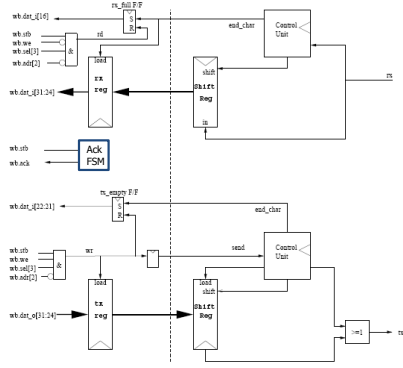 rx_full F/F
wb.dat_i[16]
S
R
end_char
Control
Unit
wb.stb
wb.we
wb.sel[3]
wb.adr[2]
&
rd
load
rx
reg
shift
Shift
Reg
in
rx
wb.dat_i[31:24]
wb.stb
wb.ack
Ack
FSM
tx_empty F/F
wb.dat_i[22:21]
S
R
end_char
wb.stb
wb.we
wb.sel[3]
wb.adr[2]
&
wr
send
Control
Unit
load
tx
reg
load
shift
Shift
Reg
wb.dat_o[31:24]
>=1